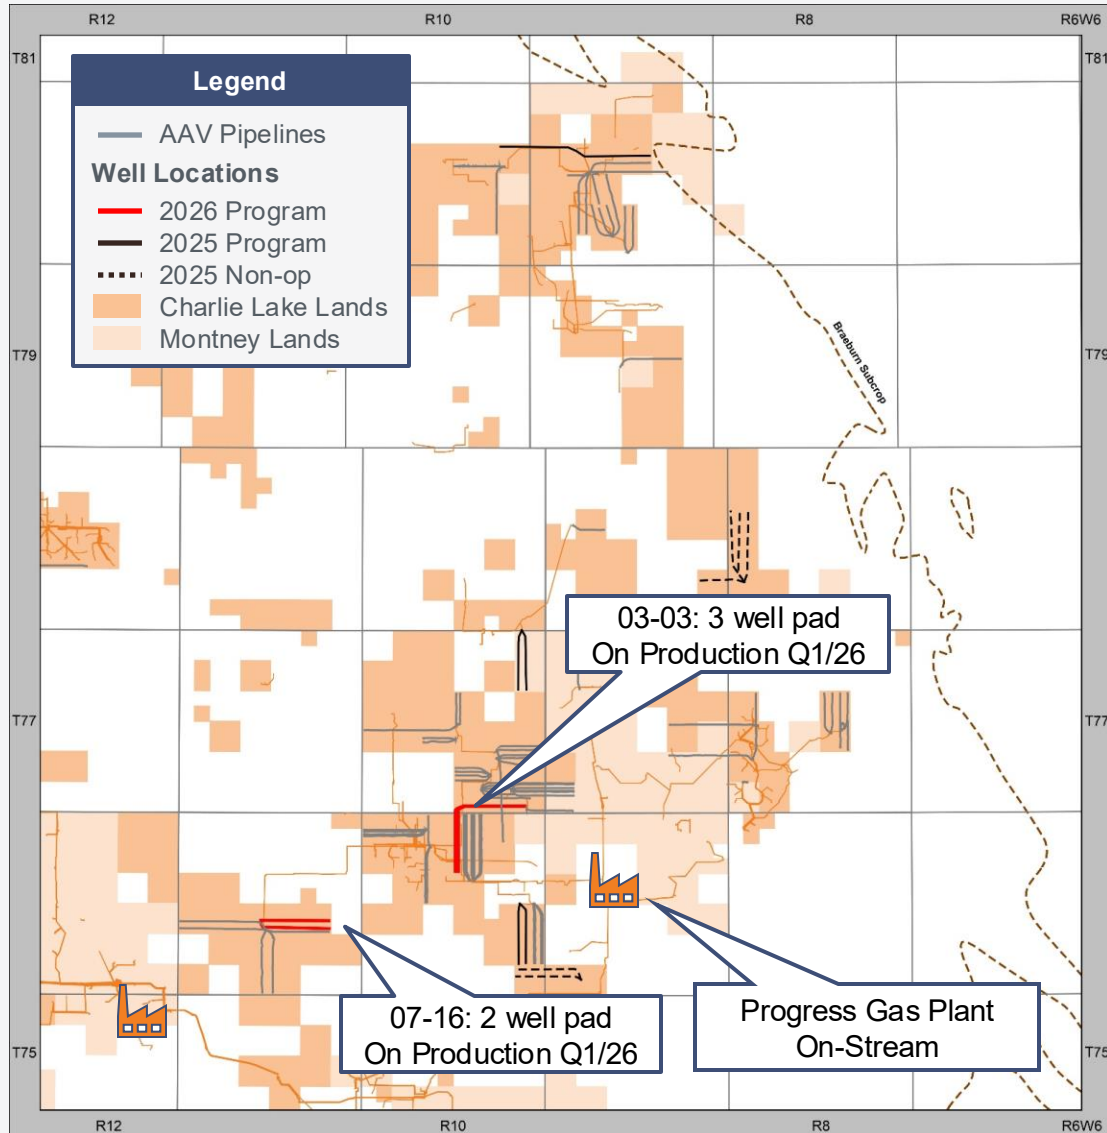 R12
R10
R8
R6W6
T81
T81
Legend
AAV Pipelines
Well Locations
2026 Program
2025 Program
2025 Non-op
Charlie Lake Lands
Montney Lands
T79
T79
Braeburn Subcrop
03-03: 3 well pad
On Production Q1/26
T77
T77
07-16: 2 well pad
On Production Q1/26
Progress Gas Plant
On-Stream
T75
T75
R12
R10
R8
R6W6